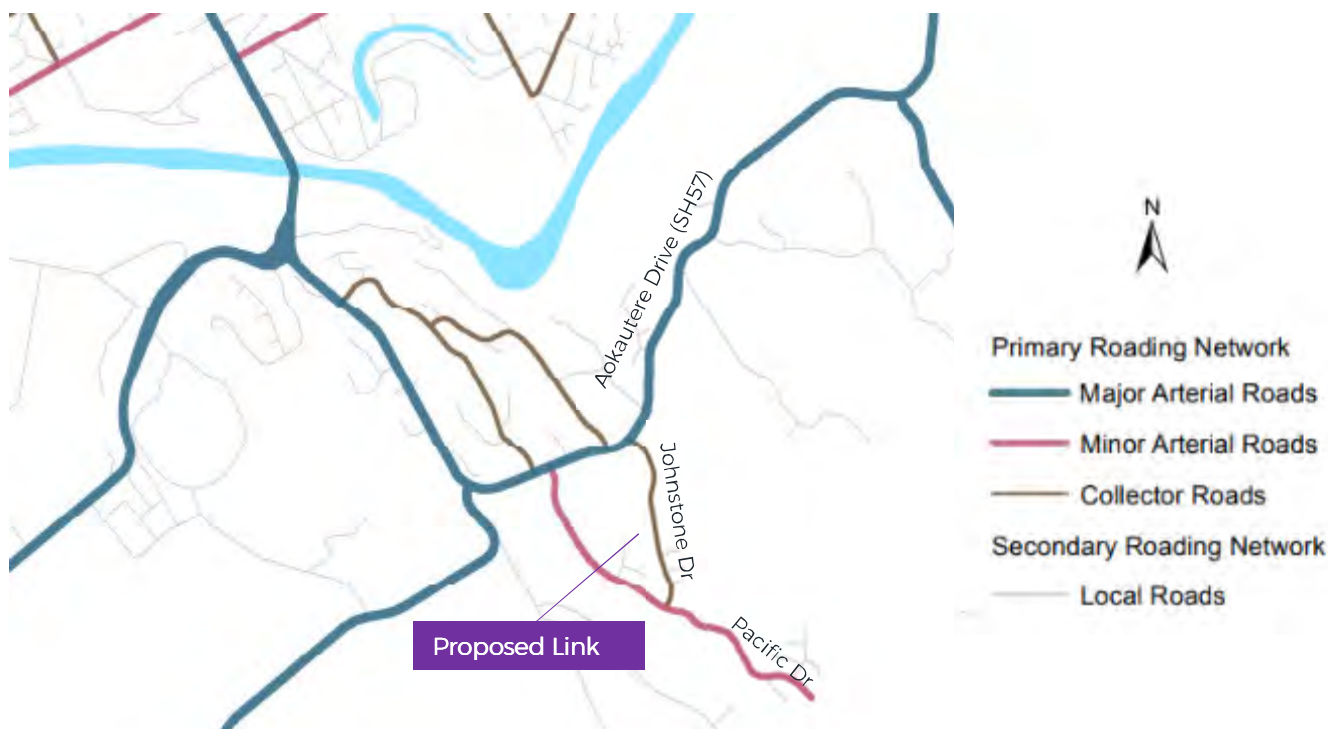 Aokautere Drive (SH57)
Johnstone Dr
Pacific Dr
Proposed Link
N
Primary Roading Network
Major Arterial Roads
Minor Arterial Roads
Collector Roads
Secondary Roading Network
Local Roads